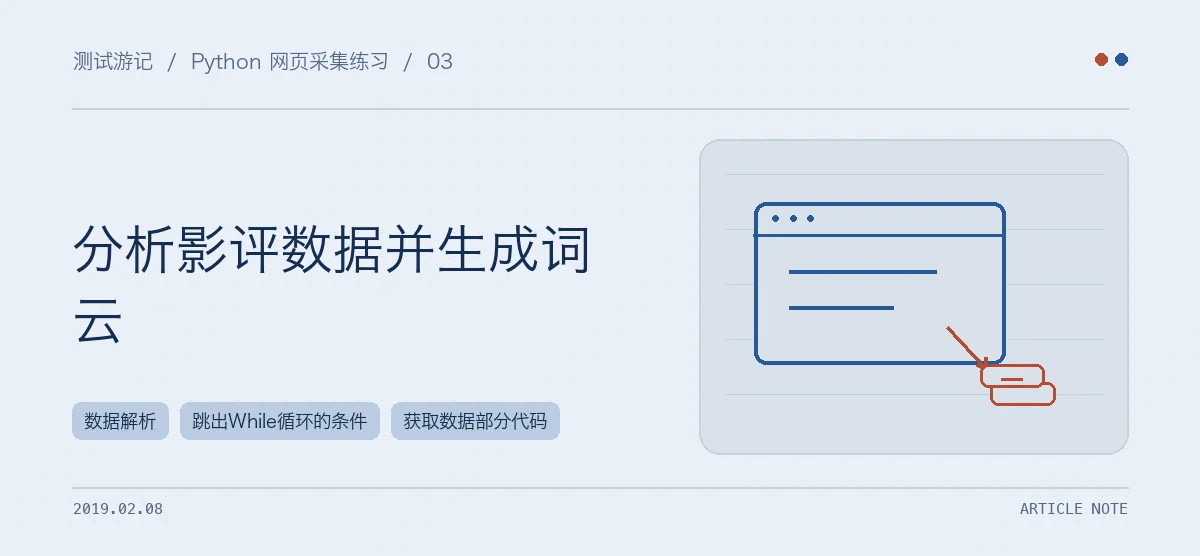 测试游记 / Python 网页采集练习 / 03
分析影评数据并生成词
云
数据解析 跳出While循环的条件 获取数据部分代码
2019.02.08 ARTICLE NOTE